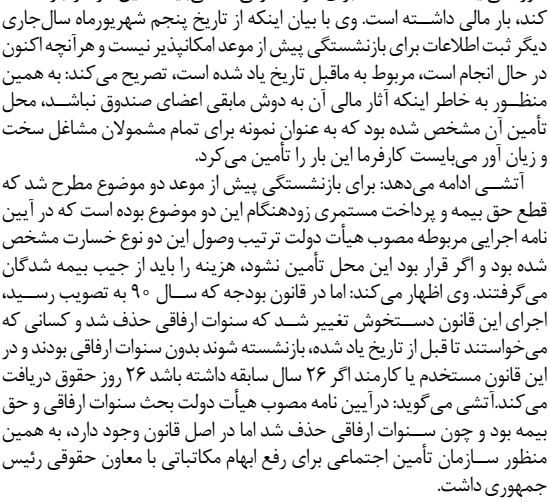 کند، بار مالی داشته است. وی با بیان اینکه از تاریخ پنجم شهریورماه سال‌جاری
دیگر ثبت اطلاعات برای بازنشستگی پیش از موعد امکانپذیر نیست و هرآنچه اکنون
در حال انجام است، مربوط به ماقبل تاریخ یاد شده است، تصریح می‌کند: به همین
منظور به خاطر اینکه آثار مالی آن به دوش مابقی اعضای صندوق نباشد، محل
تأمین آن مشخص شده بود که به عنوان نمونه برای تمام مشمولان مشاغل سخت
و زیان آور می‌بایست کارفرما این بار را تأمین می‌کرد.
آتشی ادامه می‌دهد: برای بازنشستگی پیش از موعد دو موضوع مطرح شد که
قطع حق بیمه و پرداخت مستمری زودهنگام این دو موضوع بوده است که در آیین
نامه اجرایی مربوطه مصوب هیأت دولت ترتیب وصول این دو نوع خسارت مشخص
شده بود و اگر قرار بود این محل تأمین نشود، هزینه را باید از جیب بیمه شدگان
می‌گرفتند. وی اظهار می‌کند: اما در قانون بودجه که سال ۹۰ به تصویب رسید،
اجرای این قانون دستخوش تغییر شد که سنوات ارفاقی حذف شد و کسانی که
می‌خواستند تا قبل از تاریخ یاد شده، بازنشسته شوند بدون سنوات ارفاقی بودند و در
این قانون مستخدم یا کارمند اگر ۲۶ سال سابقه داشته باشد ۲۶ روز حقوق دریافت
می‌کند.آتشی می‌گوید: در آیین نامه مصوب هیأت دولت بحث سنوات ارفاقی و حق
بیمه بود و چون سنوات ارفاقی حذف شد اما در اصل قانون وجود دارد، به همین
منظور سازمان تأمین اجتماعی برای رفع ابهام مکاتباتی با معاون حقوقی رئیس
جمهوری داشت.